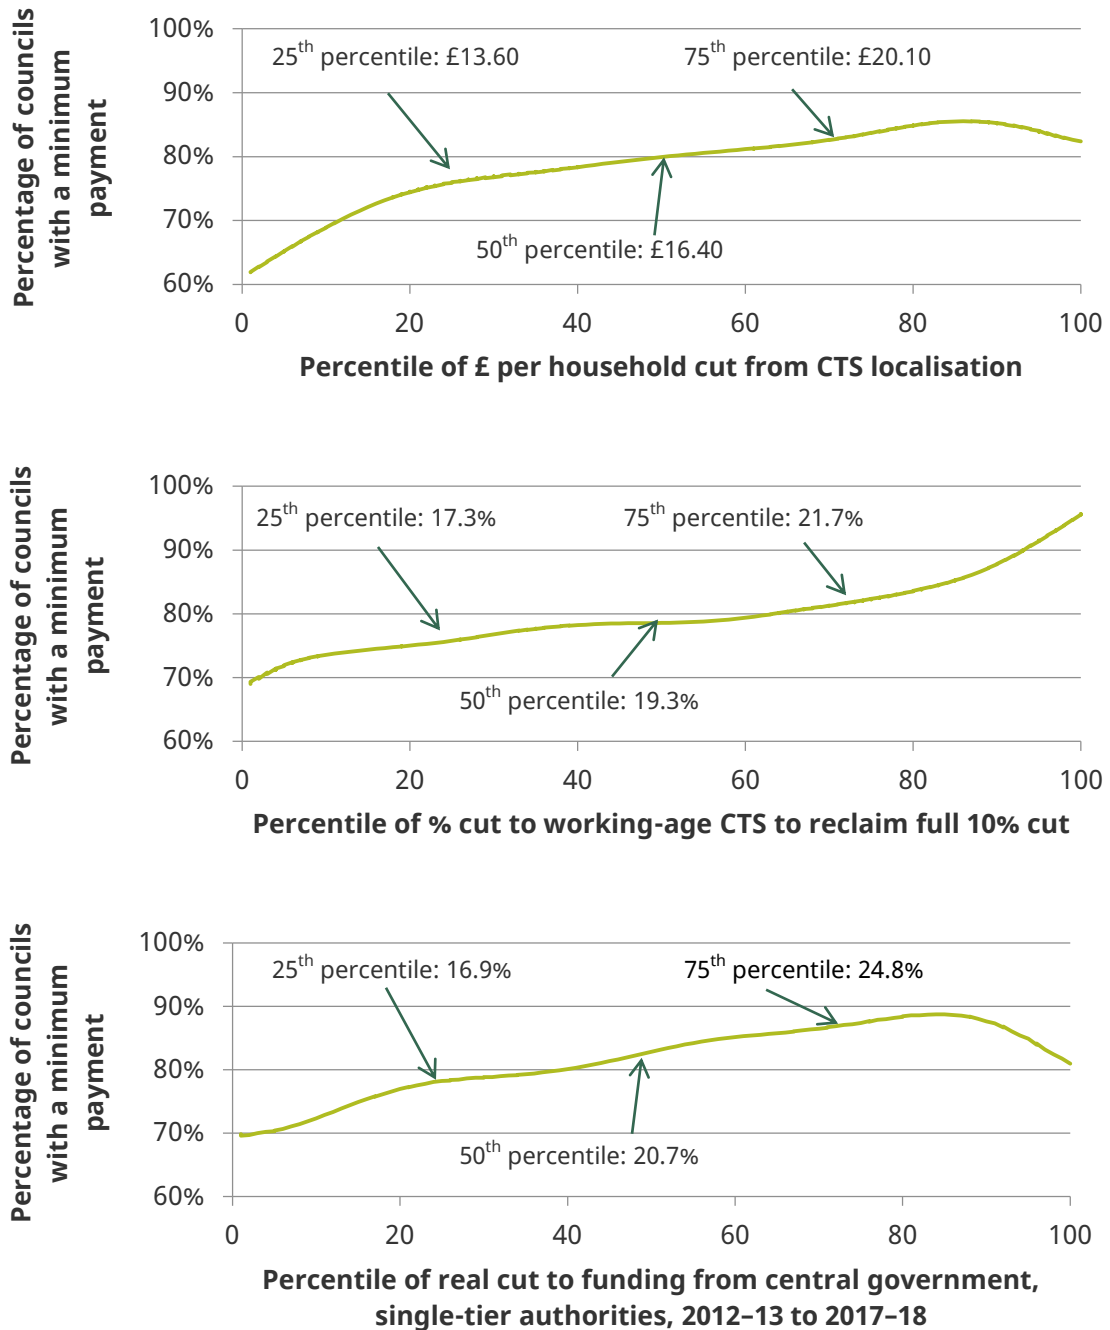 Percentage of councils
with a minimum
payment
100%
90%
80%
70%
60%
25th percentile: £13.60
75th percentile: £20.10
50th percentile: £16.40
0 20 40 60 80 100
Percentile of £ per household cut from CTS localisation
Percentage of councils
with a minimum
payment
100%
90%
80%
70%
60%
25th percentile: 17.3%
75th percentile: 21.7%
50th percentile: 19.3%
0 20 40 60 80 100
Percentile of % cut to working-age CTS to reclaim full 10% cut
Percentage of councils
with a minimum
payment
100%
90%
80%
70%
60%
25th percentile: 16.9%
75th percentile: 24.8%
50th percentile: 20.7%
0 20 40 60 80 100
Percentile of real cut to funding from central government,
single-tier authorities, 2012–13 to 2017–18